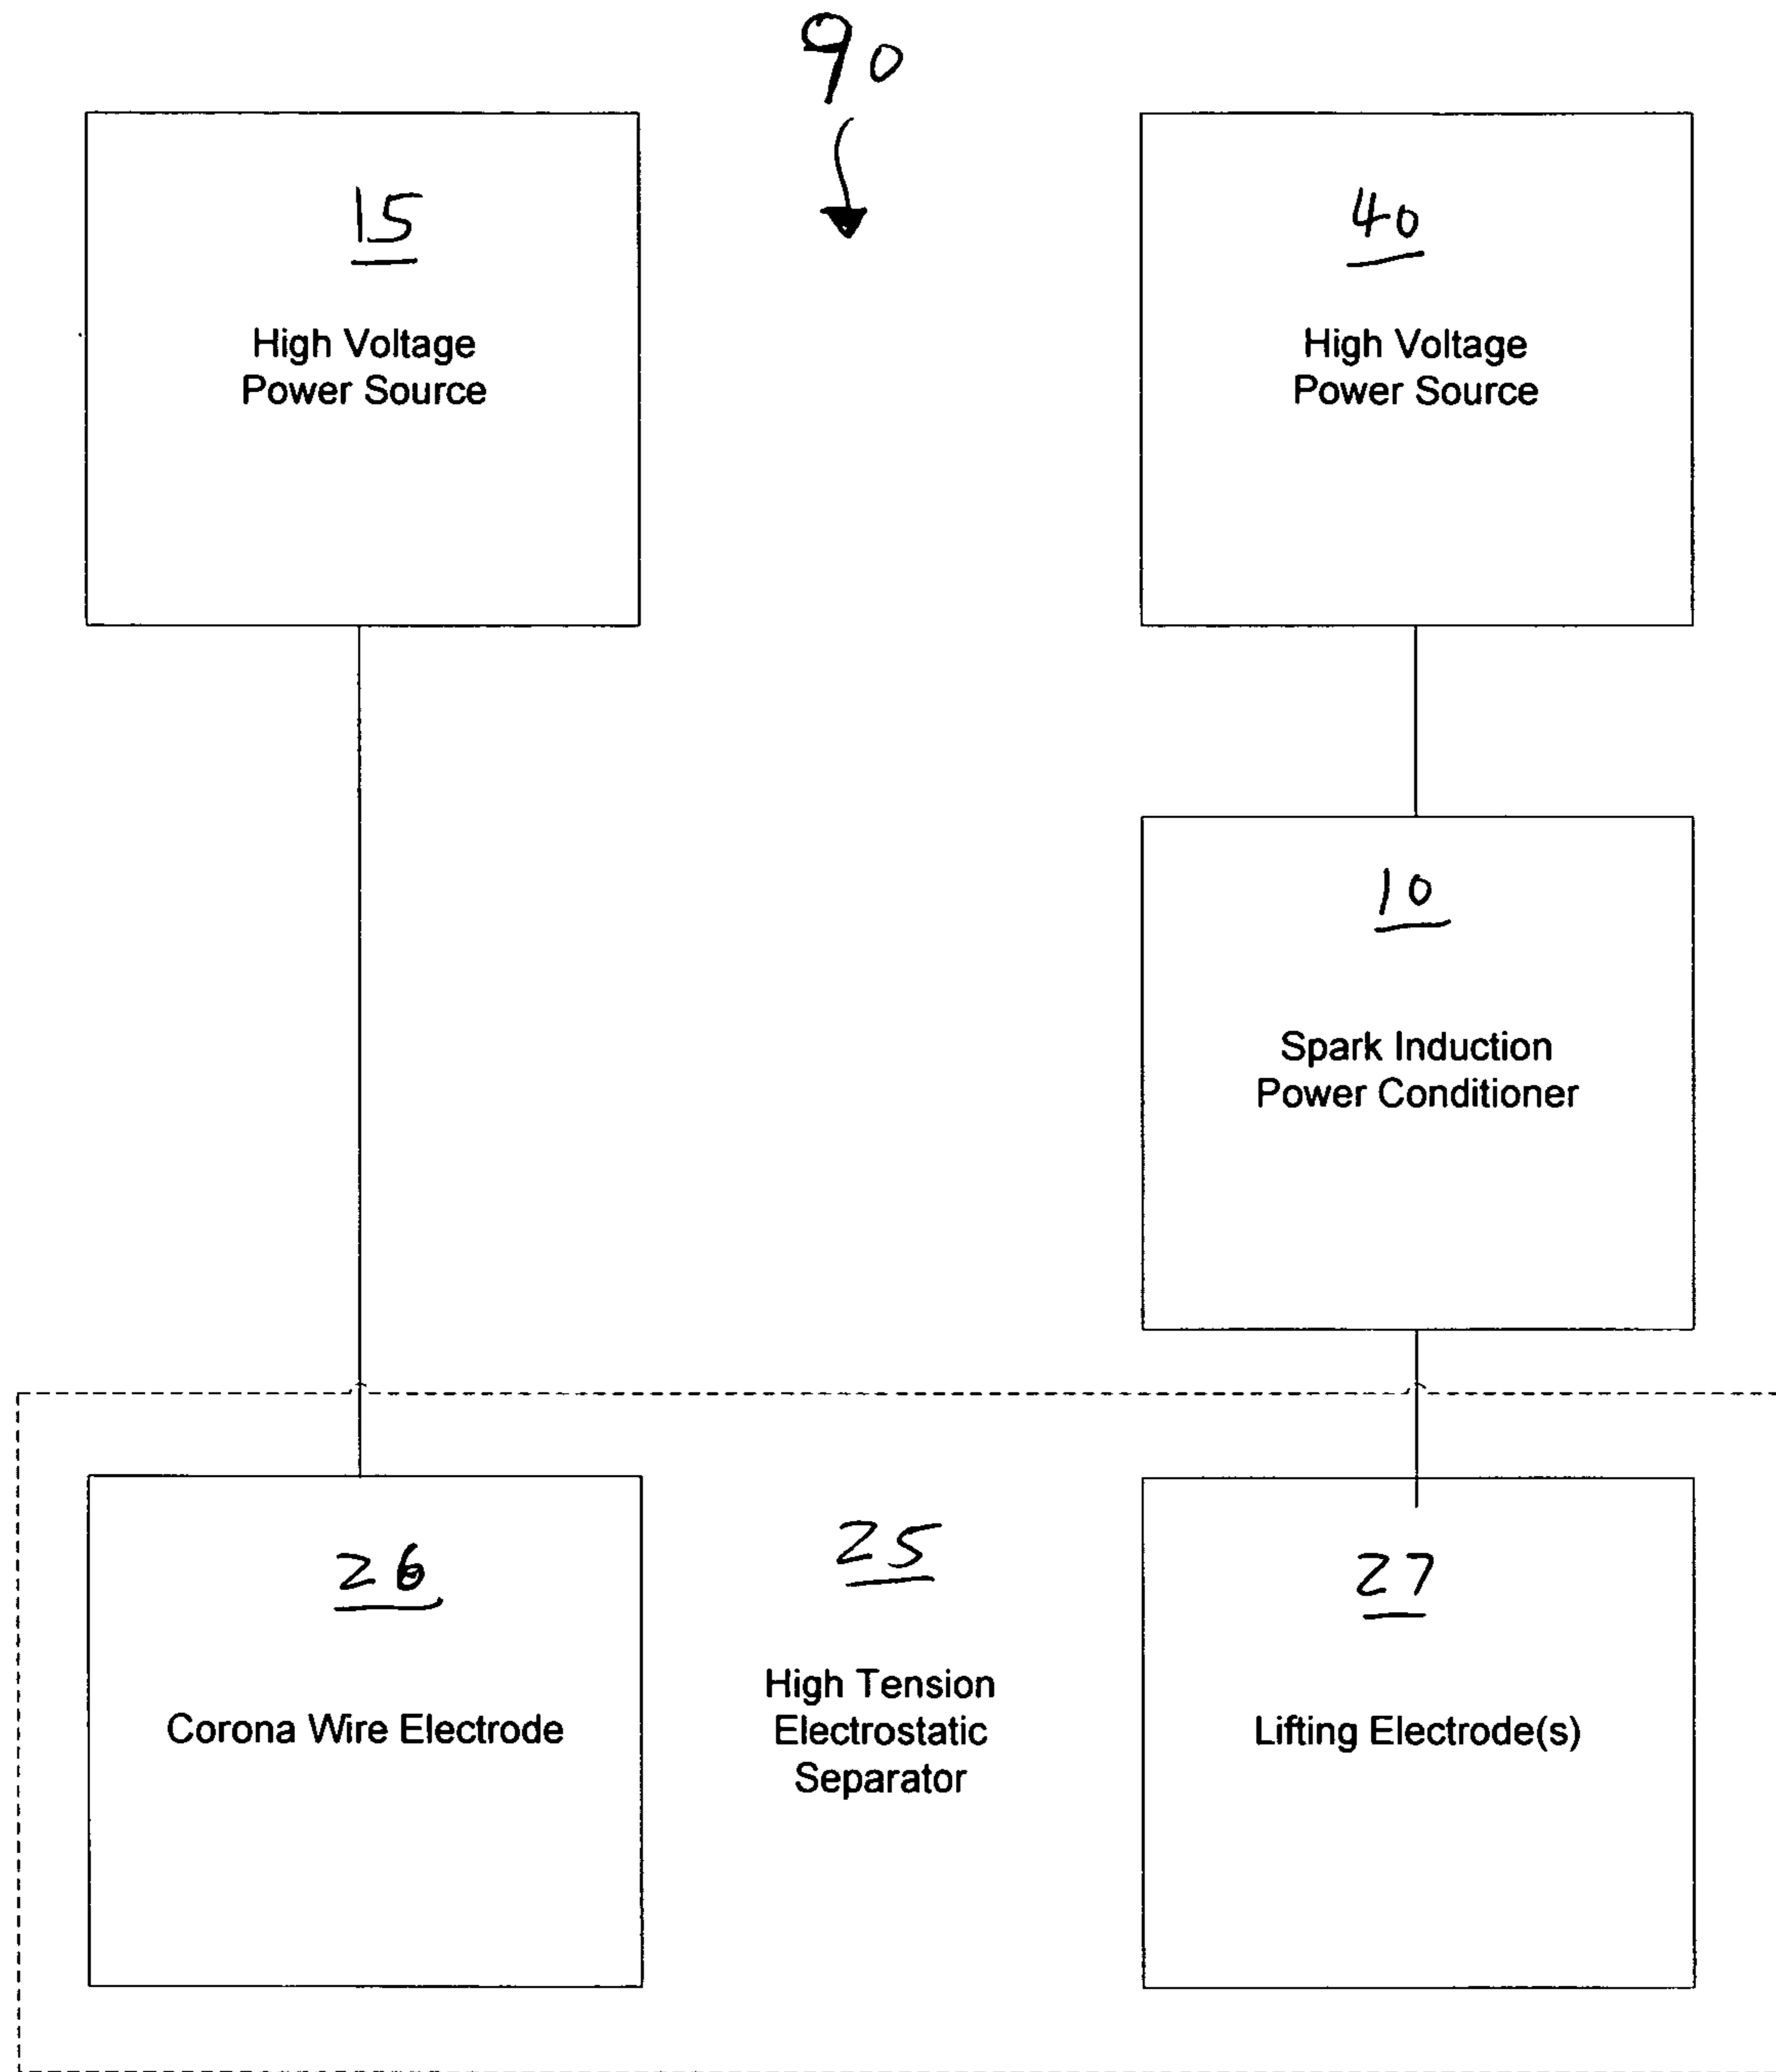 90
15
High Voltage
Power Source
40
High Voltage
Power Source
10
Spark Induction
Power Conditioner
26
Corona Wire Electrode
25
High Tension
Electrostatic
Separator
27
Lifting Electrode(s)